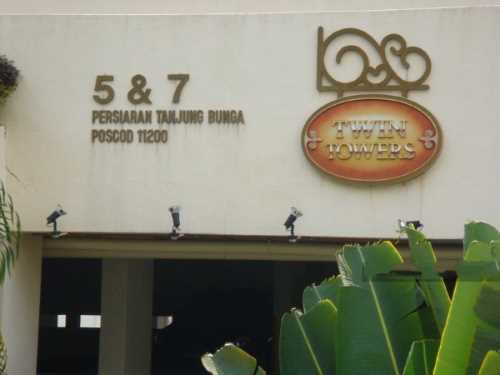 5 & 7
PERSIARAN TANJUNG BUNGA
POSCOD 11200
TWIN
TOWERS